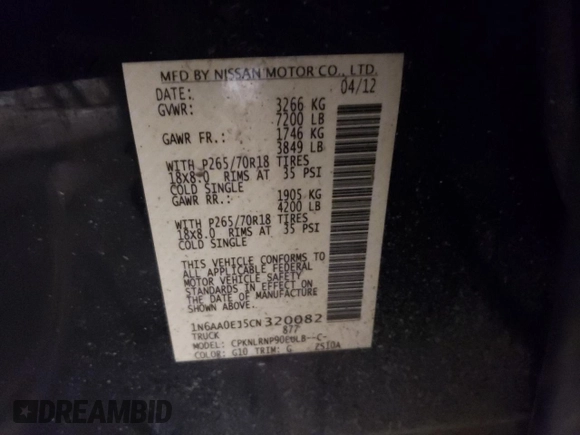 MFD BY NISSAN MOTOR CO., LTD.
DATE: 04/12
GVWR: 3266 KG
7200 LB
GAWR FR.: 1746 KG
3849 LB
WITH P265/70R18 TIRES
18X8.0 RIMS AT 35 PSI
COLD SINGLE
GAWR RR.: 1905 KG
4200 LB
WITH P265/70R18 TIRES
18X8.0 RIMS AT 35 PSI
COLD SINGLE
THIS VEHICLE CONFORMS TO
ALL APPLICABLE FEDERAL
MOTOR VEHICLE SAFETY
STANDARDS IN EFFECT ON
THE DATE OF MANUFACTURE
SHOWN ABOVE.
1N6AA0EJ5CN320082
TRUCK 877
MODEL:
COLOR: G10 TRIM: G
DREAMBID